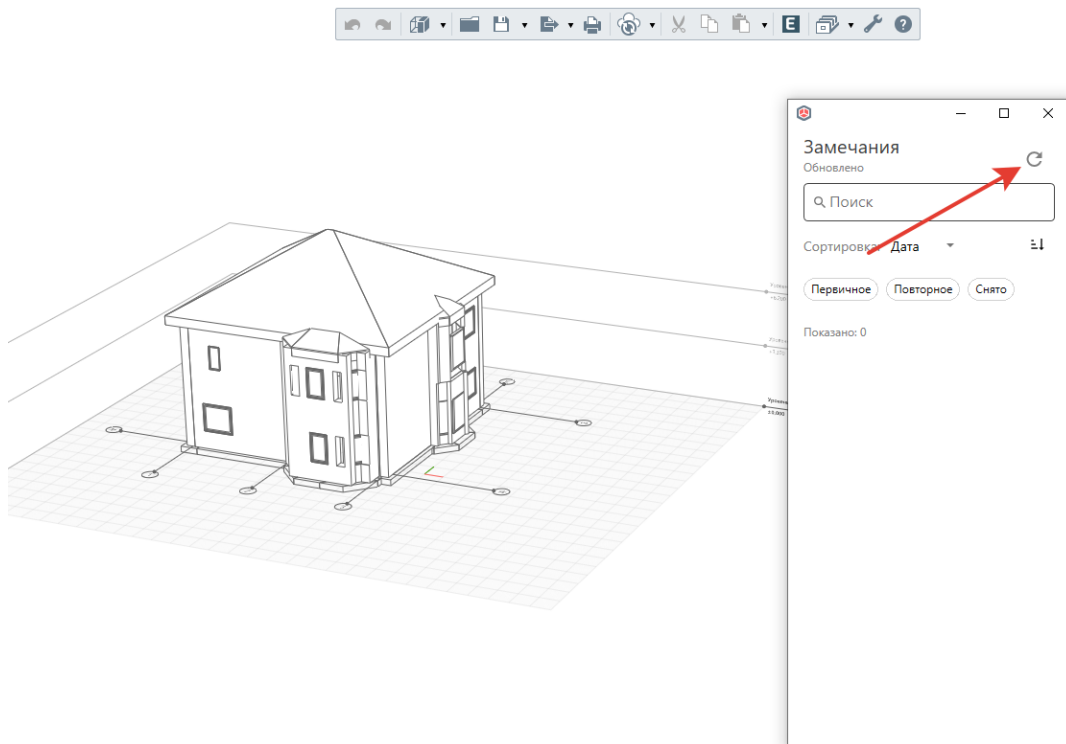 E
Замечания
Обновлено
Поиск
Сортировка: Дата
Первичное
Повторное
Снято
Показано: 0